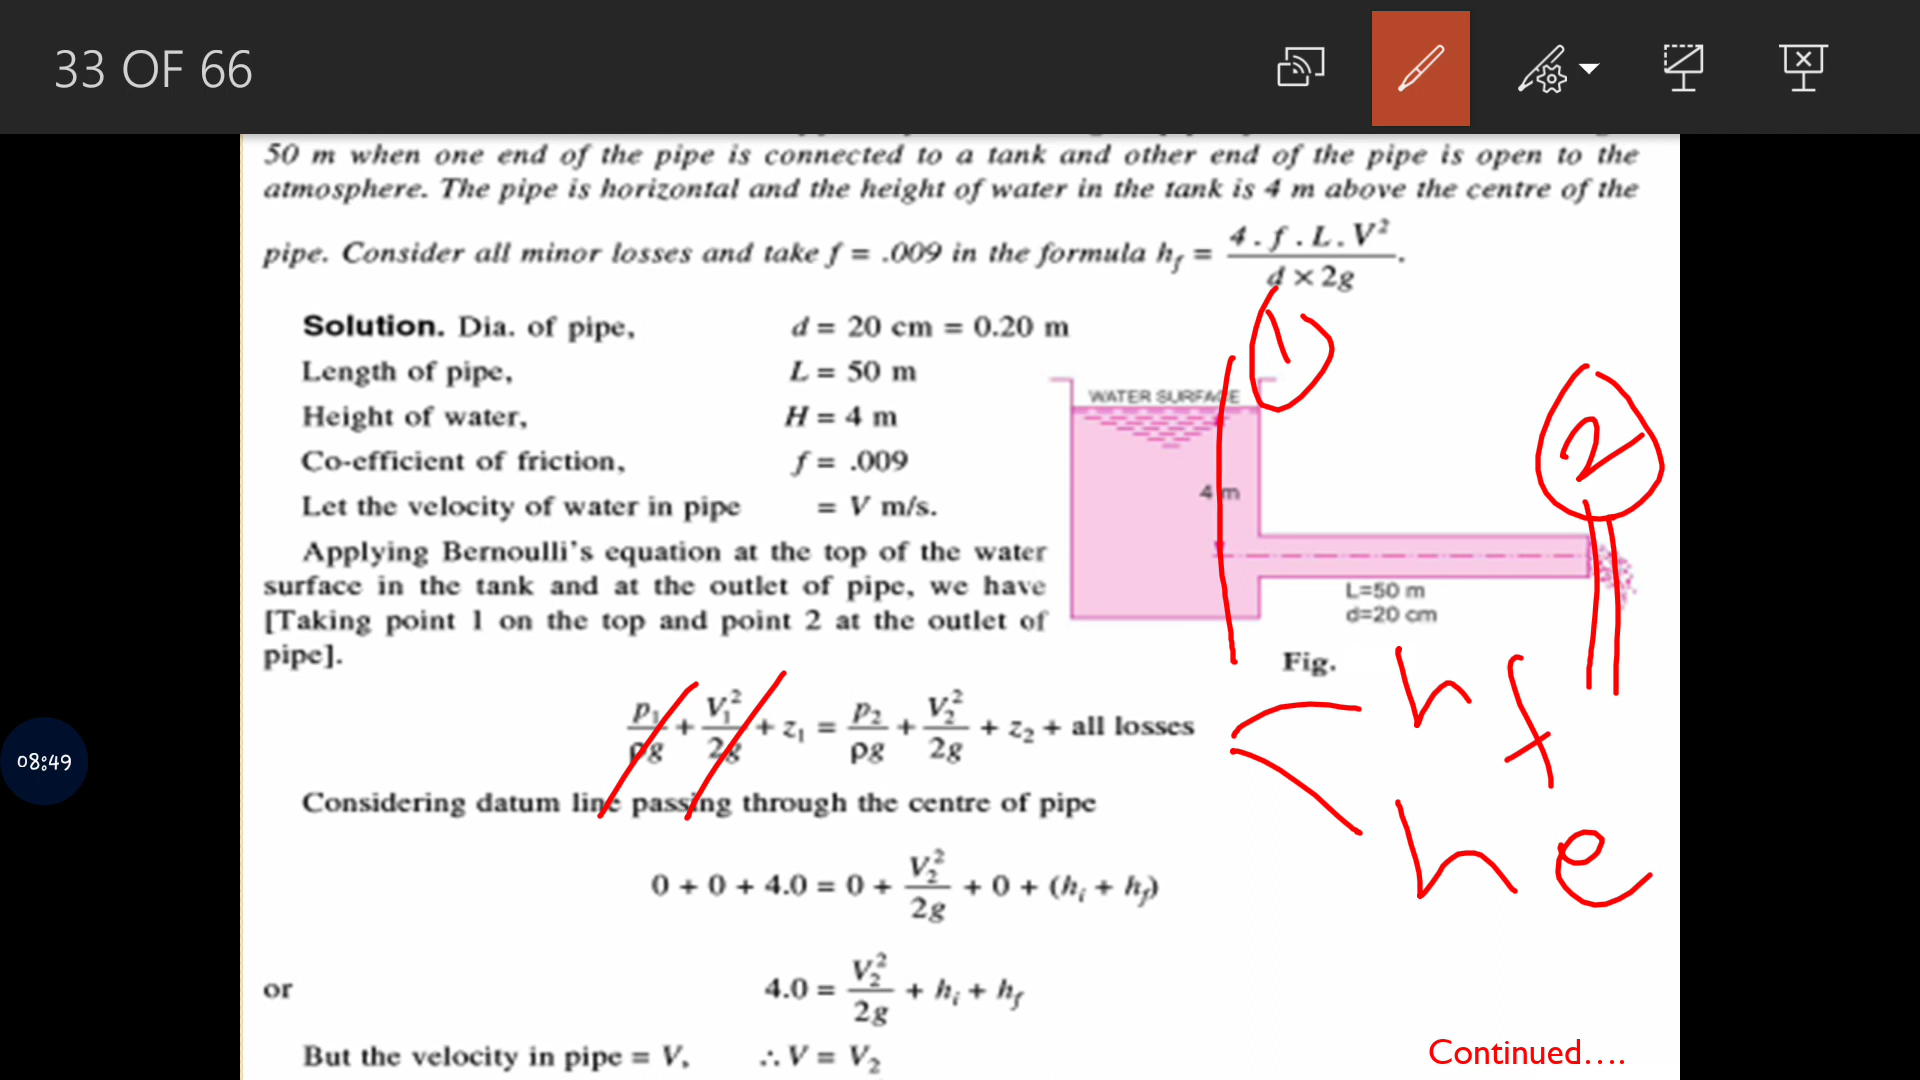 33 OF 66
50 m when one end of the pipe is connected to a tank and other end of the pipe is open to the
atmosphere. The pipe is horizontal and the height of water in the tank is 4 m above the centre of the
pipe. Consider all minor losses and take f = .009 in the formula h_f = (4 . f . L . V²)/(d × 2g).
Solution. Dia. of pipe, d = 20 cm = 0.20 m
Length of pipe, L = 50 m
Height of water, H = 4 m
Co-efficient of friction, f = .009
Let the velocity of water in pipe = V m/s.
Applying Bernoulli's equation at the top of the water
surface in the tank and at the outlet of pipe, we have
[Taking point 1 on the top and point 2 at the outlet of
pipe].
1
2
WATER SURFACE
4 m
L=50 m
d=20 cm
Fig.
p₁/ρg + V₁²/2g + z₁ = p₂/ρg + V₂²/2g + z₂ + all losses
hf
he
08:49
Considering datum line passing through the centre of pipe
0 + 0 + 4.0 = 0 + V₂²/2g + 0 + (h_i + h_f)
or 4.0 = V₂²/2g + h_i + h_f
But the velocity in pipe = V, ∴ V = V₂
Continued....